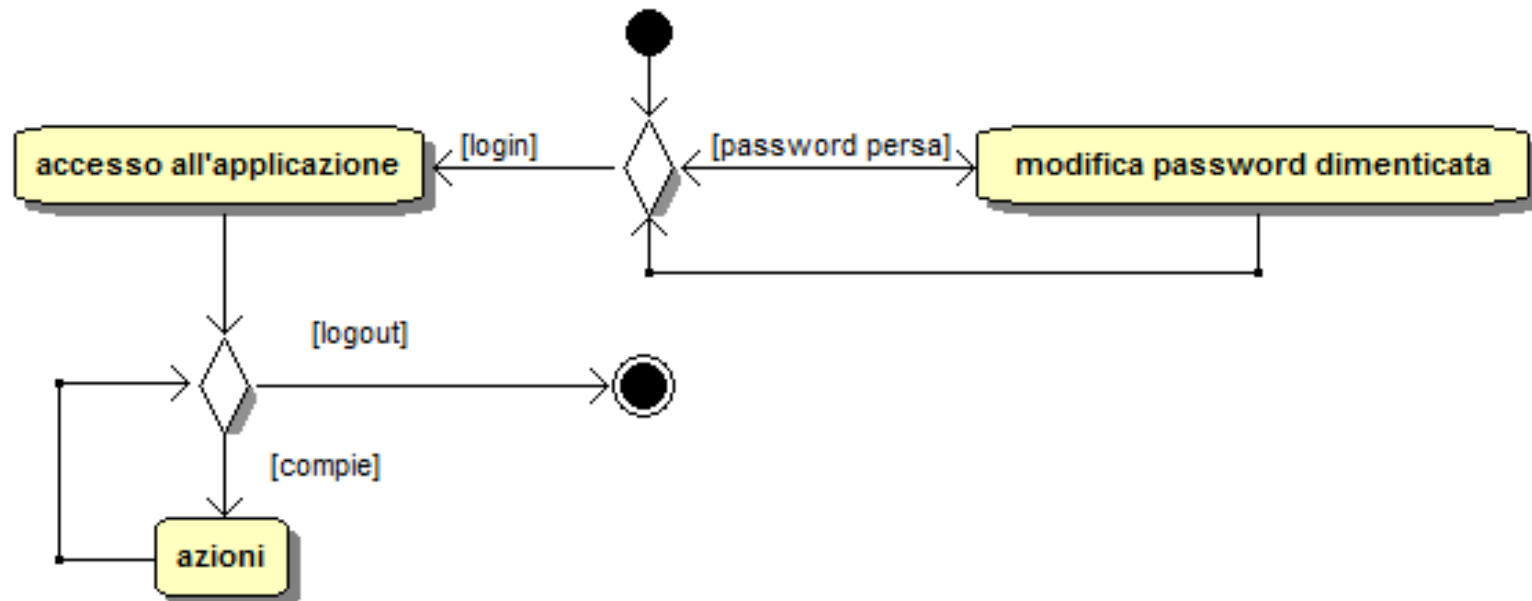 [login]
[password persa]
accesso all'applicazione
modifica password dimenticata
[logout]
[compie]
azioni